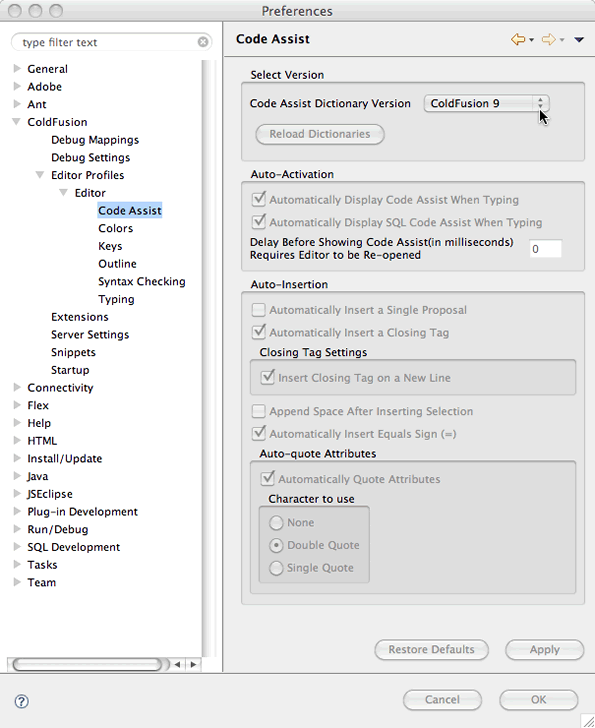 Preferences
type filter text
General
Adobe
Ant
ColdFusion
Debug Mappings
Debug Settings
Editor Profiles
Editor
Code Assist
Colors
Keys
Outline
Syntax Checking
Typing
Extensions
Server Settings
Snippets
Startup
Connectivity
Flex
Help
HTML
Install/Update
Java
JSEclipse
Plug-in Development
Run/Debug
SQL Development
Tasks
Team
Code Assist
Select Version
Code Assist Dictionary Version ColdFusion 9
Reload Dictionaries
Auto-Activation
Automatically Display Code Assist When Typing
Automatically Display SQL Code Assist When Typing
Delay Before Showing Code Assist(in milliseconds)
Requires Editor to be Re-opened
0
Auto-Insertion
Automatically Insert a Single Proposal
Automatically Insert a Closing Tag
Closing Tag Settings
Insert Closing Tag on a New Line
Append Space After Inserting Selection
Automatically Insert Equals Sign (=)
Auto-quote Attributes
Automatically Quote Attributes
Character to use
None
Double Quote
Single Quote
Restore Defaults Apply
? Cancel OK